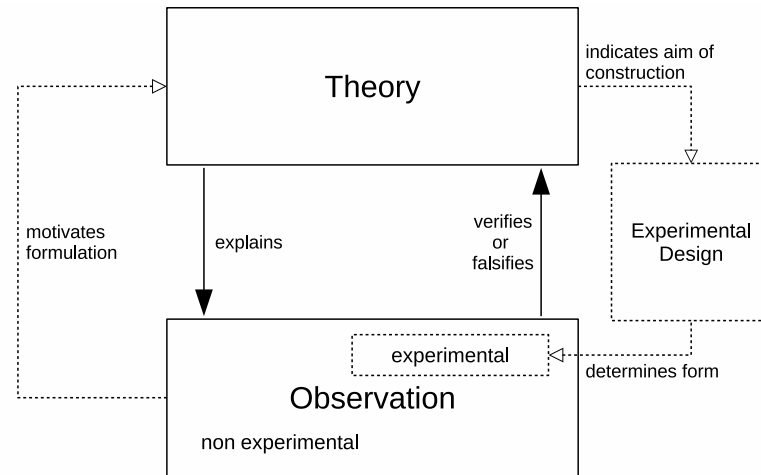 Theory
indicates aim of
construction
motivates
formulation
explains
verifies
or
falsifies
Experimental
Design
experimental
determines form
Observation
non experimental